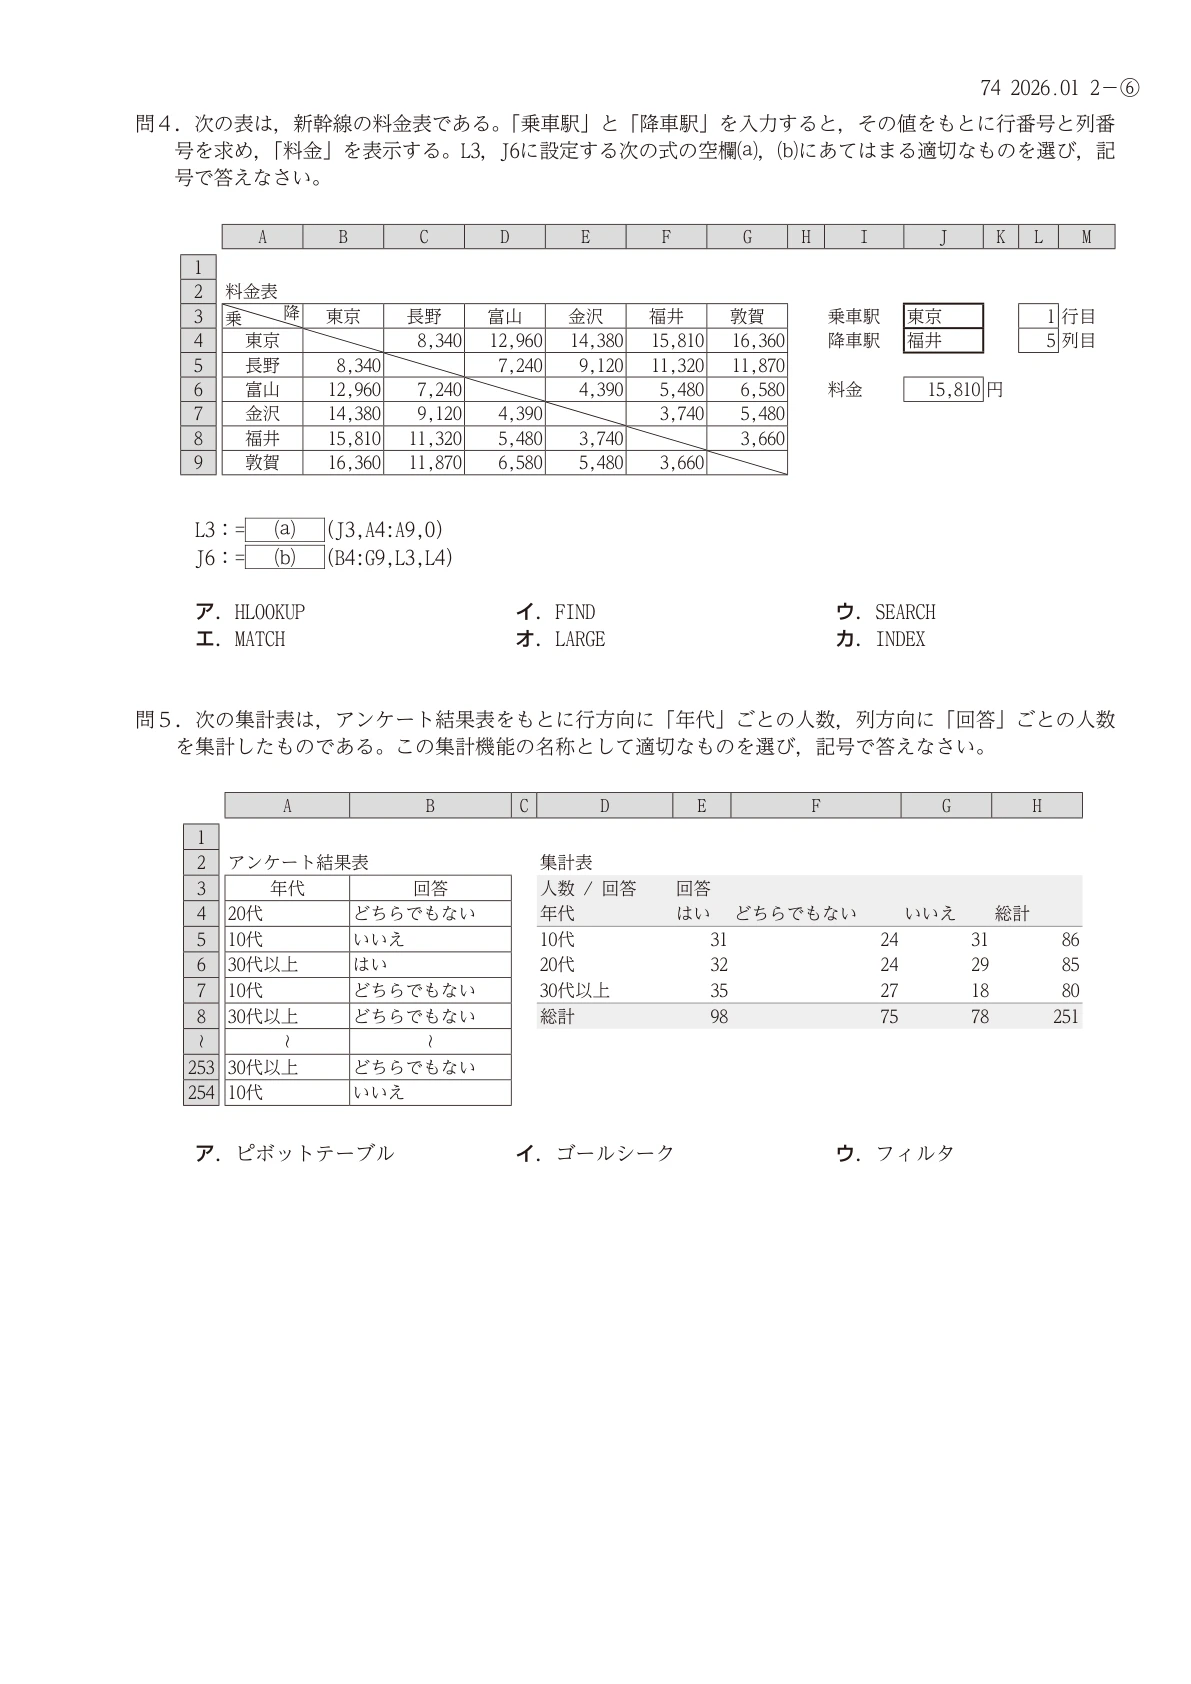 74 2026.01 2－⑥
問４．次の表は，新幹線の料金表である。「乗車駅」と「降車駅」を入力すると，その値をもとに行番号と列番
号を求め，「料金」を表示する。L3，J6に設定する次の式の空欄(a)，(b)にあてはまる適切なものを選び，記
号で答えなさい。
A B C D E F G H I J K L M
1
2 料金表
3 乗 降 東京 長野 富山 金沢 福井 敦賀 乗車駅 東京 1 行目
4 東京 8,340 12,960 14,380 15,810 16,360 降車駅 福井 5 列目
5 長野 8,340 7,240 9,120 11,320 11,870
6 富山 12,960 7,240 4,390 5,480 6,580 料金 15,810 円
7 金沢 14,380 9,120 4,390 3,740 5,480
8 福井 15,810 11,320 5,480 3,740 3,660
9 敦賀 16,360 11,870 6,580 5,480 3,660
L3：= (a) (J3,A4:A9,0)
J6：= (b) (B4:G9,L3,L4)
ア．HLOOKUP イ．FIND ウ．SEARCH
エ．MATCH オ．LARGE カ．INDEX
問５．次の集計表は，アンケート結果表をもとに行方向に「年代」ごとの人数，列方向に「回答」ごとの人数
を集計したものである。この集計機能の名称として適切なものを選び，記号で答えなさい。
A B C D E F G H
1
2 アンケート結果表 集計表
3 年代 回答 人数 / 回答 回答
4 20代 どちらでもない 年代 はい どちらでもない いいえ 総計
5 10代 いいえ 10代 31 24 31 86
6 30代以上 はい 20代 32 24 29 85
7 10代 どちらでもない 30代以上 35 27 18 80
8 30代以上 どちらでもない 総計 98 75 78 251
～ ～ ～
253 30代以上 どちらでもない
254 10代 いいえ
ア．ピボットテーブル イ．ゴールシーク ウ．フィルタ